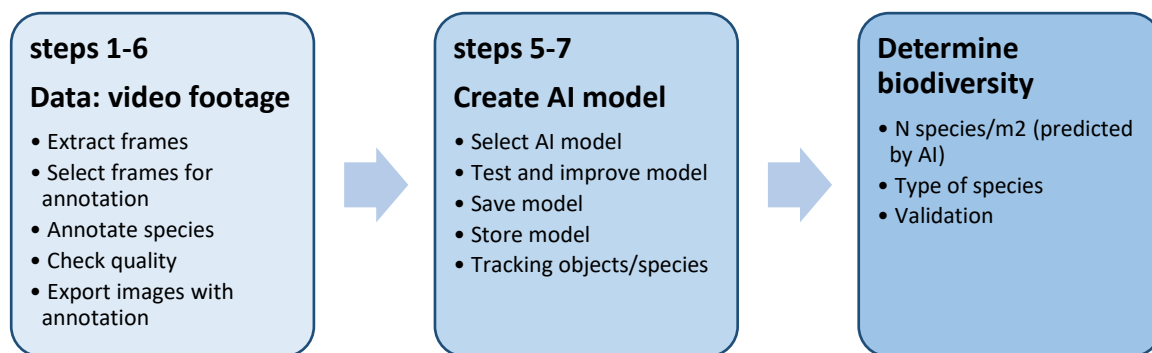 steps 1-6
Data: video footage
• Extract frames
• Select frames for
annotation
• Annotate species
• Check quality
• Export images with
annotation
steps 5-7
Create AI model
• Select AI model
• Test and improve model
• Save model
• Store model
• Tracking objects/species
Determine
biodiversity
• N species/m2 (predicted
by AI)
• Type of species
• Validation